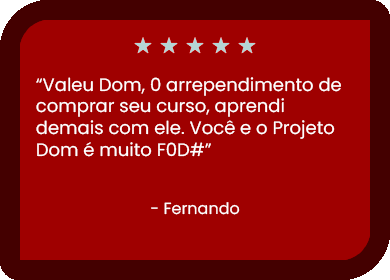 “Valeu Dom, 0 arrependimento de
comprar seu curso, aprendi
demais com ele. Você e o Projeto
Dom é muito F0D#”
- Fernando